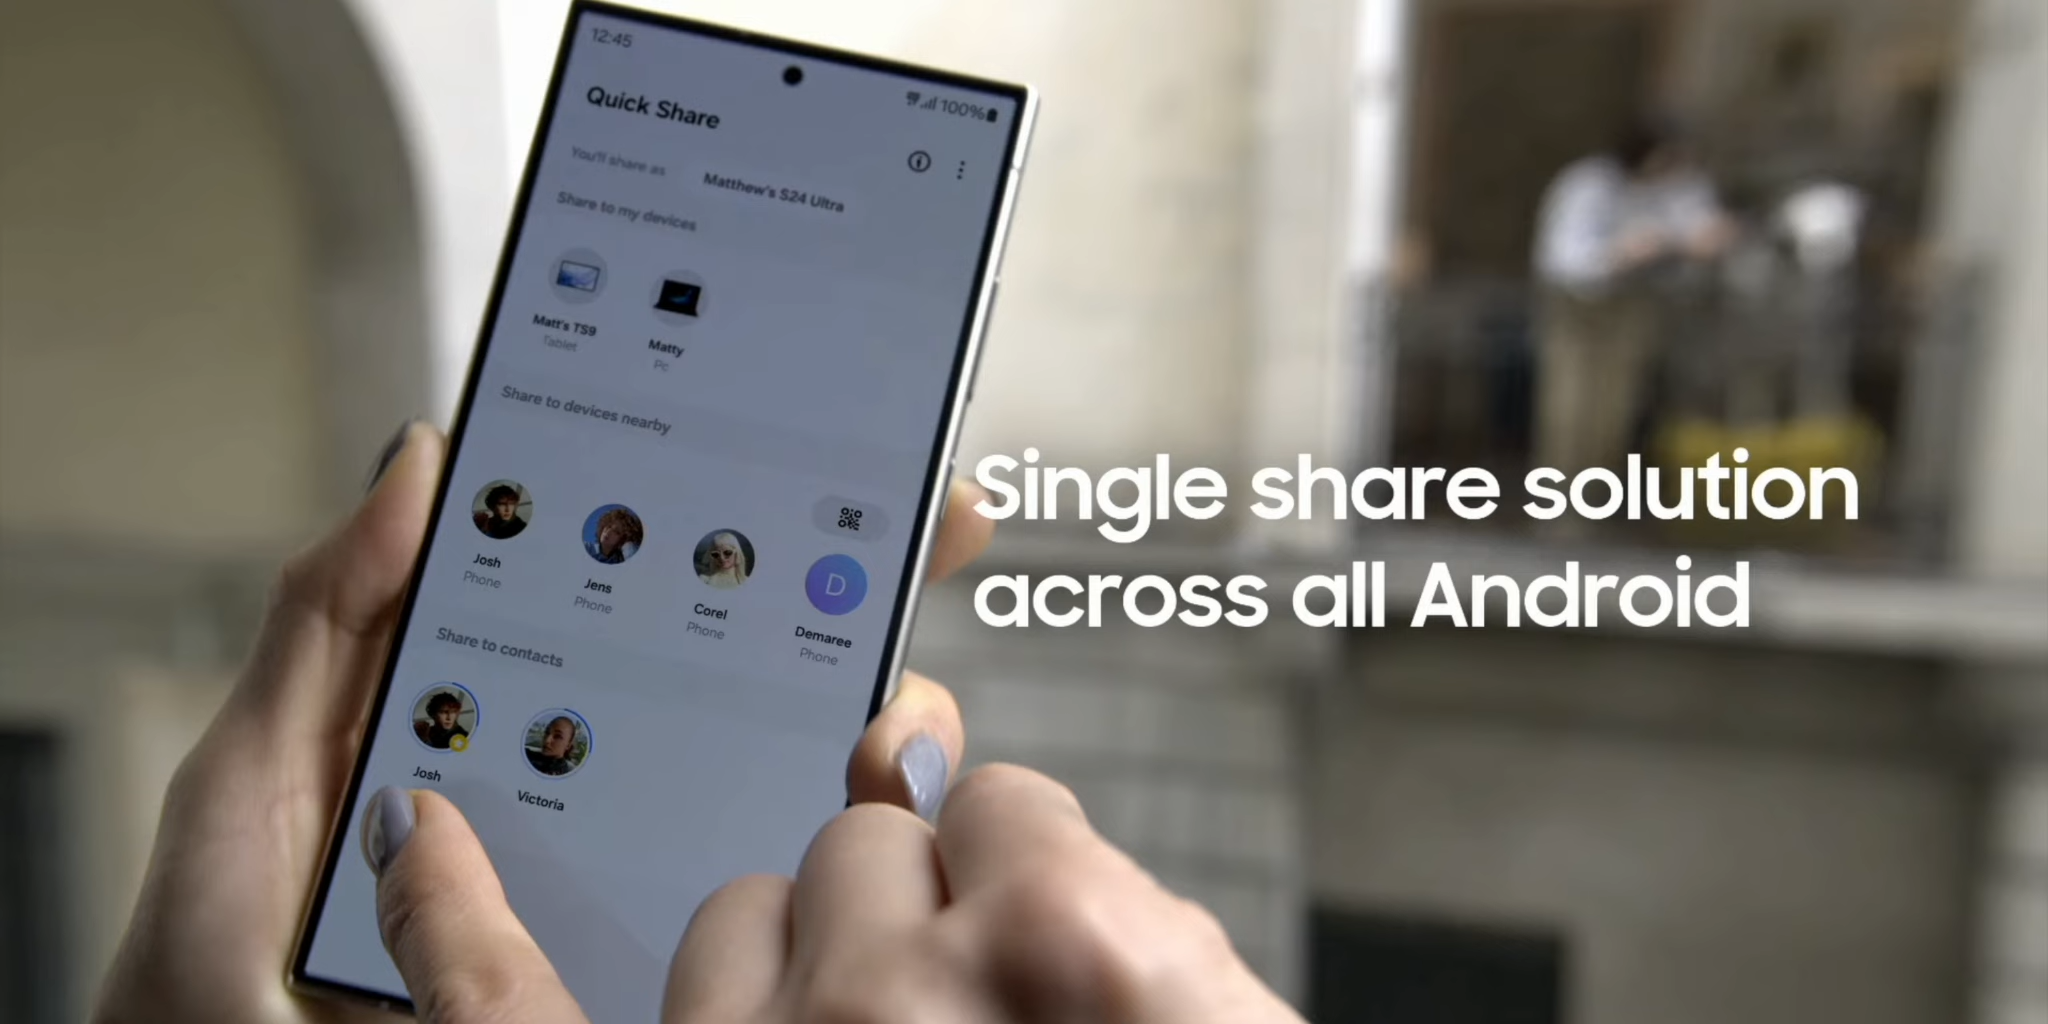 12:45
100%
Quick Share
You'll share as Matthew's S24 Ultra
Share to my devices
Matt's TS9
Tablet
Matty
Pc
Share to devices nearby
Josh
Phone
Jens
Phone
Corel
Phone
D
Demaree
Phone
Share to contacts
Josh
Victoria
Single share solution
across all Android